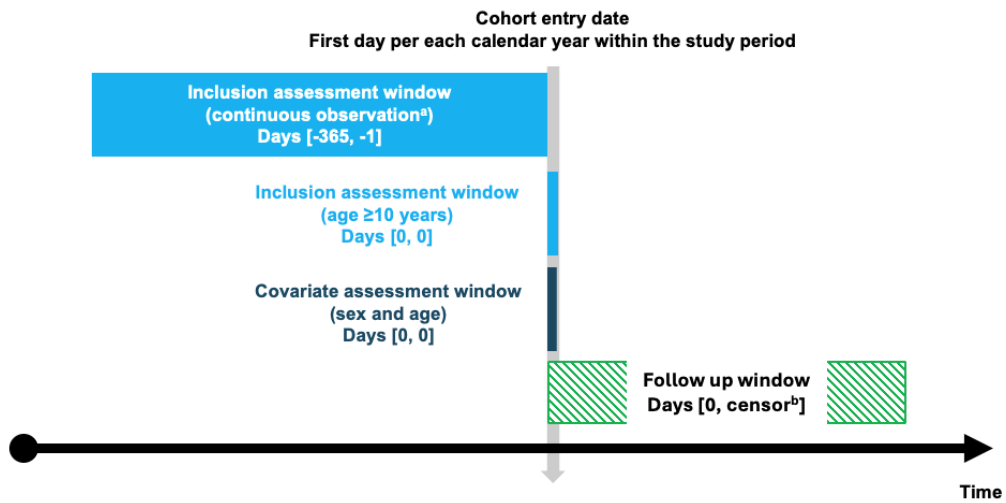 Cohort entry date
First day per each calendar year within the study period
Inclusion assessment window
(continuous observationᵃ)
Days [-365, -1]
Inclusion assessment window
(age ≥10 years)
Days [0, 0]
Covariate assessment window
(sex and age)
Days [0, 0]
Follow up window
Days [0, censorᵇ]
Time